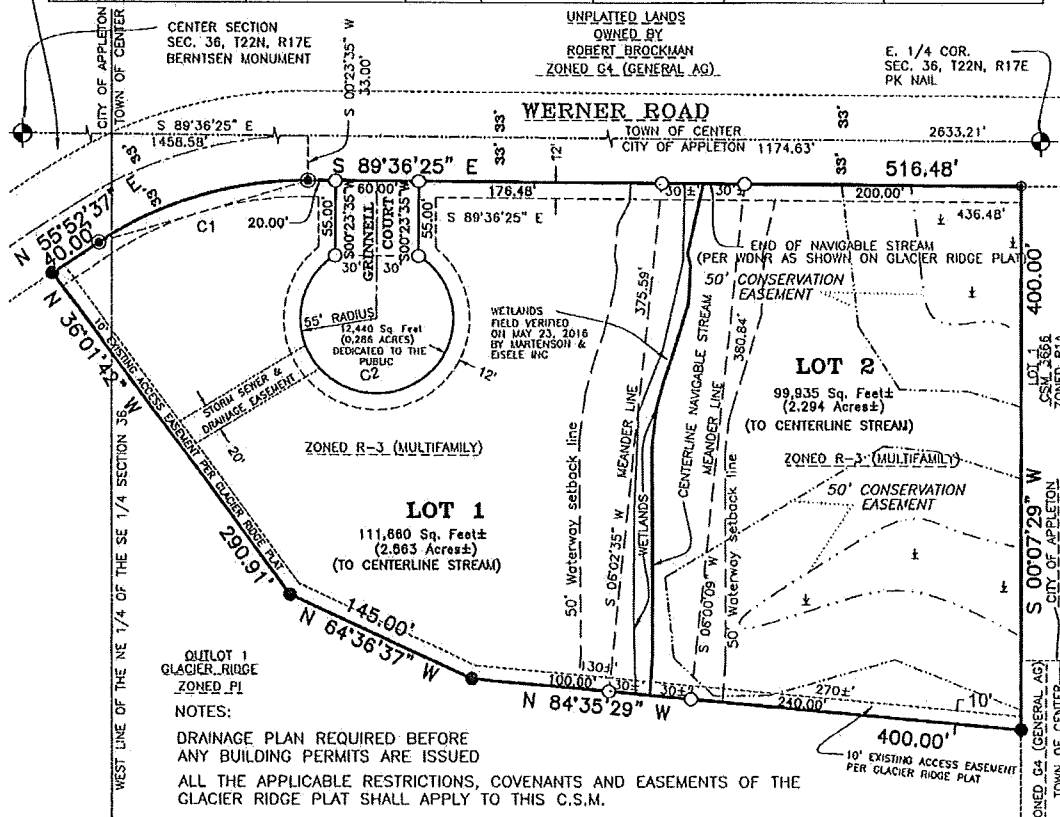 CENTER SECTION
SEC. 36, T22N, R17E
BERNTSEN MONUMENT
CITY OF APPLETON
TOWN OF CENTER
S 00°23'35" W
33.00'
UNPLATTED LANDS
OWNED BY
ROBERT BROCKMAN
ZONED G4 (GENERAL AG)
E. 1/4 COR.
SEC. 36, T22N, R17E
PK NAIL
WERNER ROAD
S 89°36'25" E
1458.58'
33'
33'
TOWN OF CENTER
CITY OF APPLETON 1174.63'
2633.21'
33'
33'
12'
33'
33'
S 89°36'25" E
516.48'
60.00'
176.48'
30'±
30'±
200.00'
436.48'
N 55°52'37" E
40.00'
C1
20.00'
55.00'
S00°23'35"W
GRINNELL
COURT
S00°23'35"W
55.00'
S 89°36'25" E
30'
30'
END OF NAVIGABLE STREAM
(PER WDNR AS SHOWN ON GLACIER RIDGE PLAT)
50' CONSERVATION
EASEMENT
400.00'
55' RADIUS
12,440 Sq. Feet
(0.286 ACRES)
DEDICATED TO THE
PUBLIC
C2
12'
WETLANDS
FIELD VERIFIED
ON MAY 23, 2016
BY MARTENSON &
EISELE INC
375.59'
380.84'
LOT 2
99,935 Sq. Feet±
(2.294 Acres±)
(TO CENTERLINE STREAM)
ZONED R-3 (MULTIFAMILY)
50' CONSERVATION
EASEMENT
LOT 1
CSM 3666
N 36°01'42" W
16' EXISTING ACCESS EASEMENT PER GLACIER RIDGE PLAT
STORM SEWER &
DRAINAGE EASEMENT
20'
ZONED R-3 (MULTIFAMILY)
LOT 1
111,660 Sq. Feet±
(2.563 Acres±)
(TO CENTERLINE STREAM)
50' Waterway setback line
S 06°02'35" W
MEANDER LINE
WETLANDS
CENTERLINE NAVIGABLE STREAM
S 06°00'09" W
MEANDER LINE
50' Waterway setback line
S 00°07'29" W
CITY OF APPLETON
TOWN OF CENTER
WEST LINE OF THE NE 1/4 OF THE SE 1/4 SECTION 36
290.91'
145.00'
N 64°36'37" W
130±'
100.00'
30'±
30'±
270±'
240.00'
10'
N 84°35'29" W
400.00'
10' EXISTING ACCESS EASEMENT
PER GLACIER RIDGE PLAT
OUTLOT 1
GLACIER RIDGE
ZONED PI
NOTES:
DRAINAGE PLAN REQUIRED BEFORE
ANY BUILDING PERMITS ARE ISSUED
ALL THE APPLICABLE RESTRICTIONS, COVENANTS AND EASEMENTS OF THE
GLACIER RIDGE PLAT SHALL APPLY TO THIS C.S.M.